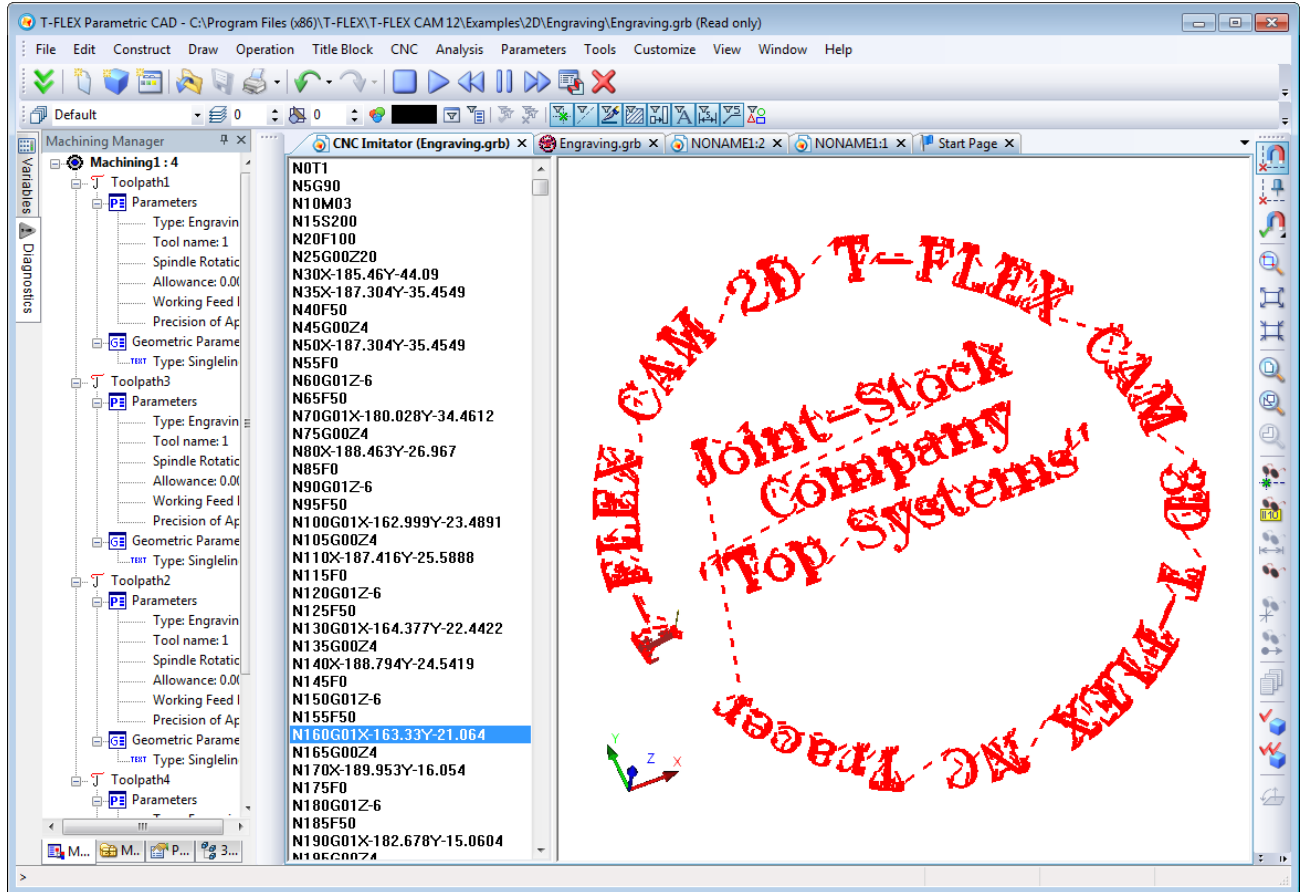 T-FLEX Parametric CAD - C:\Program Files (x86)\T-FLEX\T-FLEX CAM 12\Examples\2D\Engraving\Engraving.grb (Read only)
File Edit Construct Draw Operation Title Block CNC Analysis Parameters Tools Customize View Window Help
Default 0 0
Machining Manager
CNC Imitator (Engraving.grb) Engraving.grb NONAME1:2 NONAME1:1 Start Page
Variables
Diagnostics
Machining1 : 4
Toolpath1
Parameters
Type: Engravin
Tool name: 1
Spindle Rotatic
Allowance: 0.00
Working Feed
Precision of Ap
Geometric Parame
TEXT Type: Singlelin
Toolpath3
Parameters
Type: Engravin
Tool name: 1
Spindle Rotatic
Allowance: 0.00
Working Feed
Precision of Ap
Geometric Parame
TEXT Type: Singlelin
Toolpath2
Parameters
Type: Engravin
Tool name: 1
Spindle Rotatic
Allowance: 0.00
Working Feed
Precision of Ap
Geometric Parame
TEXT Type: Singlelin
Toolpath4
Parameters
M... M.. P... 3...
N0T1
N5G90
N10M03
N15S200
N20F100
N25G00Z20
N30X-185.46Y-44.09
N35X-187.304Y-35.4549
N40F50
N45G00Z4
N50X-187.304Y-35.4549
N55F0
N60G01Z-6
N65F50
N70G01X-180.028Y-34.4612
N75G00Z4
N80X-188.463Y-26.967
N85F0
N90G01Z-6
N95F50
N100G01X-162.999Y-23.4891
N105G00Z4
N110X-187.416Y-25.5888
N115F0
N120G01Z-6
N125F50
N130G01X-164.377Y-22.4422
N135G00Z4
N140X-188.794Y-24.5419
N145F0
N150G01Z-6
N155F50
N160G01X-163.33Y-21.064
N165G00Z4
N170X-189.953Y-16.054
N175F0
N180G01Z-6
N185F50
N190G01X-182.678Y-15.0604
N195G00Z4
T-FLEX CAM 2D T-FLEX CAM 3D T-FLEX NC Tracer
Joint-Stock
Company
"Top Systems"
Y
Z
X
>